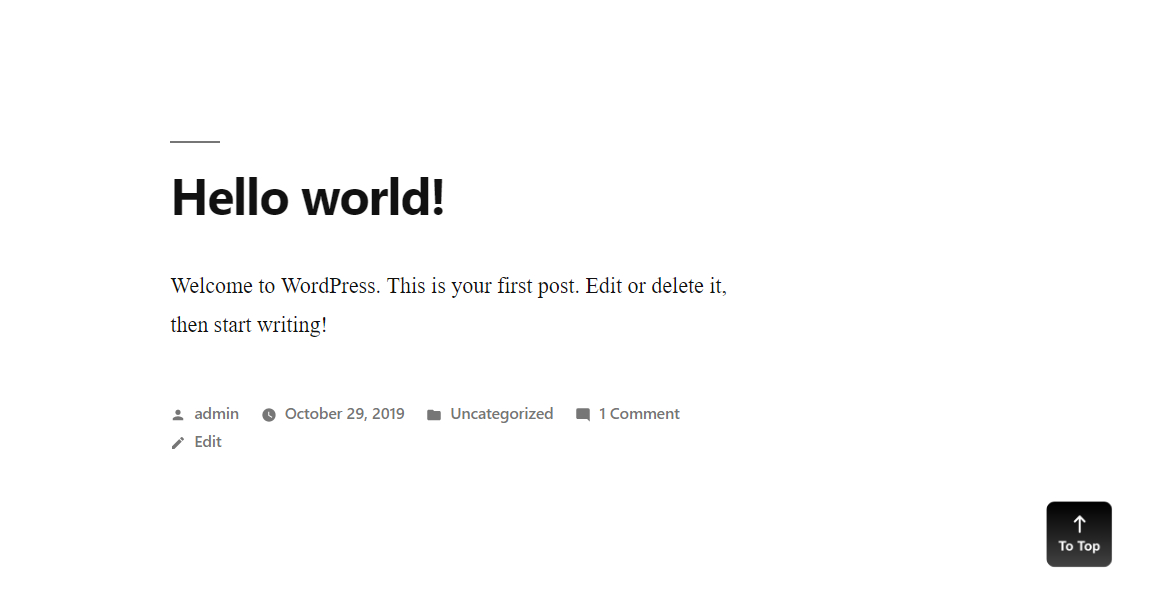 Hello world!
Welcome to WordPress. This is your first post. Edit or delete it,
then start writing!
admin October 29, 2019 Uncategorized 1 Comment
Edit
To Top